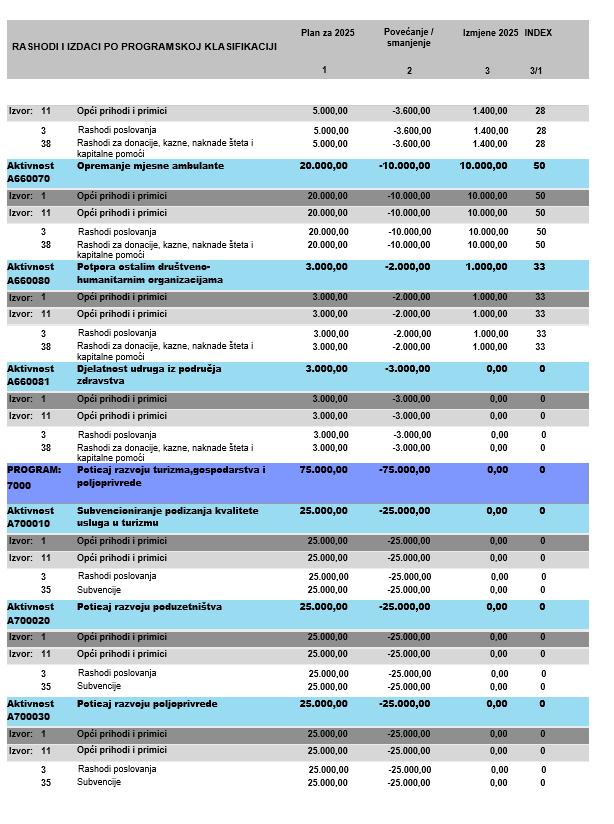 RASHODI I IZDACI PO PROGRAMSKOJ KLASIFIKACIJI Plan za 2025 Povećanje / smanjenje Izmjene 2025 INDEX
1 2 3 3/1
Izvor: 11 Opći prihodi i primici 5.000,00 -3.600,00 1.400,00 28
3 Rashodi poslovanja 5.000,00 -3.600,00 1.400,00 28
38 Rashodi za donacije, kazne, naknade šteta i 5.000,00 -3.600,00 1.400,00 28
kapitalne pomoći
Aktivnost Opremanje mjesne ambulante 20.000,00 -10.000,00 10.000,00 50
A660070
Izvor: 1 Opći prihodi i primici 20.000,00 -10.000,00 10.000,00 50
Izvor: 11 Opći prihodi i primici 20.000,00 -10.000,00 10.000,00 50
3 Rashodi poslovanja 20.000,00 -10.000,00 10.000,00 50
38 Rashodi za donacije, kazne, naknade šteta i 20.000,00 -10.000,00 10.000,00 50
kapitalne pomoći
Aktivnost Potpora ostalim društveno- 3.000,00 -2.000,00 1.000,00 33
A660080 humanitarnim organizacijama
Izvor: 1 Opći prihodi i primici 3.000,00 -2.000,00 1.000,00 33
Izvor: 11 Opći prihodi i primici 3.000,00 -2.000,00 1.000,00 33
3 Rashodi poslovanja 3.000,00 -2.000,00 1.000,00 33
38 Rashodi za donacije, kazne, naknade šteta i 3.000,00 -2.000,00 1.000,00 33
kapitalne pomoći
Aktivnost Djelatnost udruga iz područja 3.000,00 -3.000,00 0,00 0
A660081 zdravstva
Izvor: 1 Opći prihodi i primici 3.000,00 -3.000,00 0,00 0
Izvor: 11 Opći prihodi i primici 3.000,00 -3.000,00 0,00 0
3 Rashodi poslovanja 3.000,00 -3.000,00 0,00 0
38 Rashodi za donacije, kazne, naknade šteta i 3.000,00 -3.000,00 0,00 0
kapitalne pomoći
PROGRAM: Poticaj razvoju turizma,gospodarstva i 75.000,00 -75.000,00 0,00 0
7000 poljoprivrede
Aktivnost Subvencioniranje podizanja kvalitete 25.000,00 -25.000,00 0,00 0
A700010 usluga u turizmu
Izvor: 1 Opći prihodi i primici 25.000,00 -25.000,00 0,00 0
Izvor: 11 Opći prihodi i primici 25.000,00 -25.000,00 0,00 0
3 Rashodi poslovanja 25.000,00 -25.000,00 0,00 0
35 Subvencije 25.000,00 -25.000,00 0,00 0
Aktivnost Poticaj razvoju poduzetništva 25.000,00 -25.000,00 0,00 0
A700020
Izvor: 1 Opći prihodi i primici 25.000,00 -25.000,00 0,00 0
Izvor: 11 Opći prihodi i primici 25.000,00 -25.000,00 0,00 0
3 Rashodi poslovanja 25.000,00 -25.000,00 0,00 0
35 Subvencije 25.000,00 -25.000,00 0,00 0
Aktivnost Poticaj razvoju poljoprivrede 25.000,00 -25.000,00 0,00 0
A700030
Izvor: 1 Opći prihodi i primici 25.000,00 -25.000,00 0,00 0
Izvor: 11 Opći prihodi i primici 25.000,00 -25.000,00 0,00 0
3 Rashodi poslovanja 25.000,00 -25.000,00 0,00 0
35 Subvencije 25.000,00 -25.000,00 0,00 0